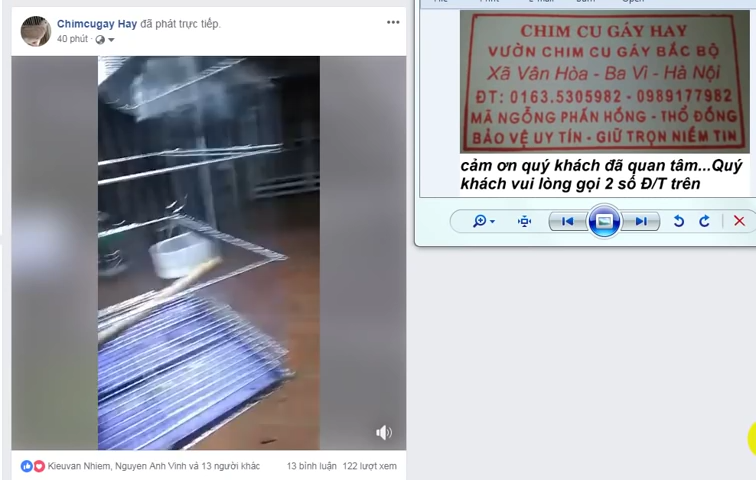 Chimcugay Hay đã phát trực tiếp.
40 phút ·
Kieuvan Nhiem, Nguyen Anh Vinh và 13 người khác
13 bình luận 122 lượt xem
CHIM CU GÁY HAY
VƯỜN CHIM CU GÁY BẮC BỘ
Xã Vân Hòa - Ba Vì - Hà Nội
ĐT: 0163.5305982 - 0989177982
MÃ NGỖNG PHẤN HỒNG - THỔ ĐỒNG
BẢO VỆ UY TÍN - GIỮ TRỌN NIỀM TIN
cảm ơn quý khách đã quan tâm...Quý
khách vui lòng gọi 2 số Đ/T trên